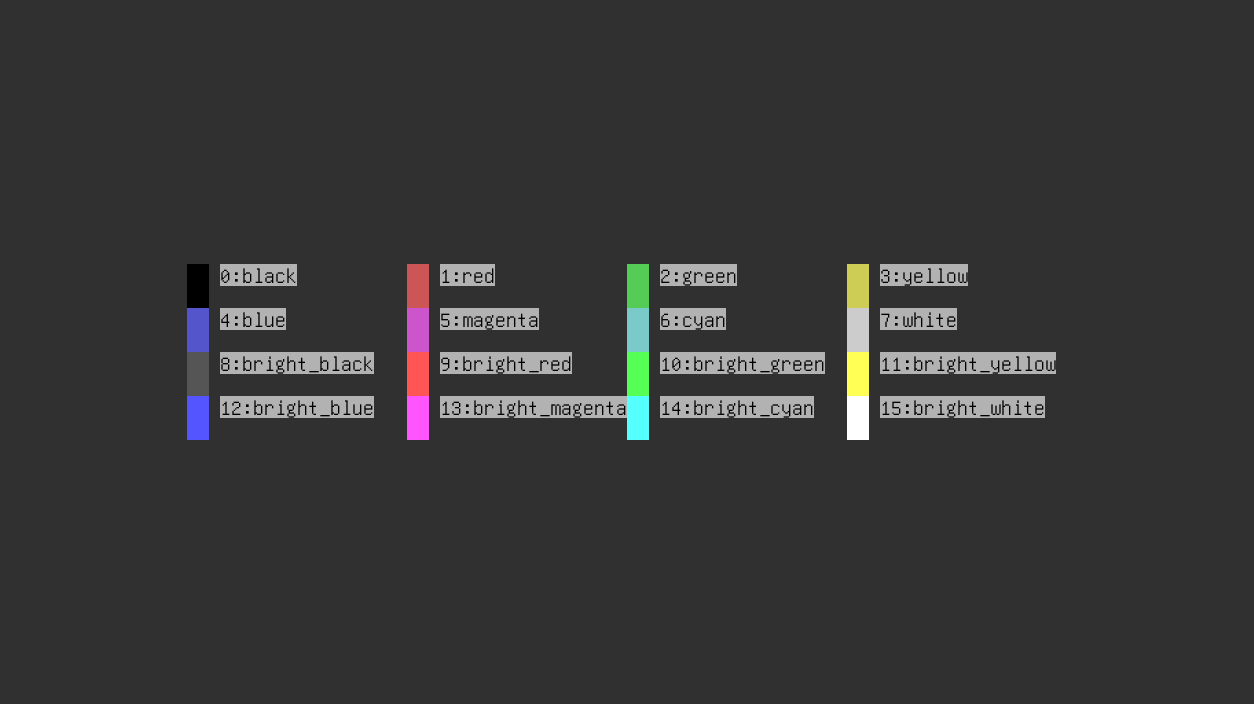 0:black 1:red 2:green 3:yellow
4:blue 5:magenta 6:cyan 7:white
8:bright_black 9:bright_red 10:bright_green 11:bright_yellow
12:bright_blue 13:bright_magenta 14:bright_cyan 15:bright_white